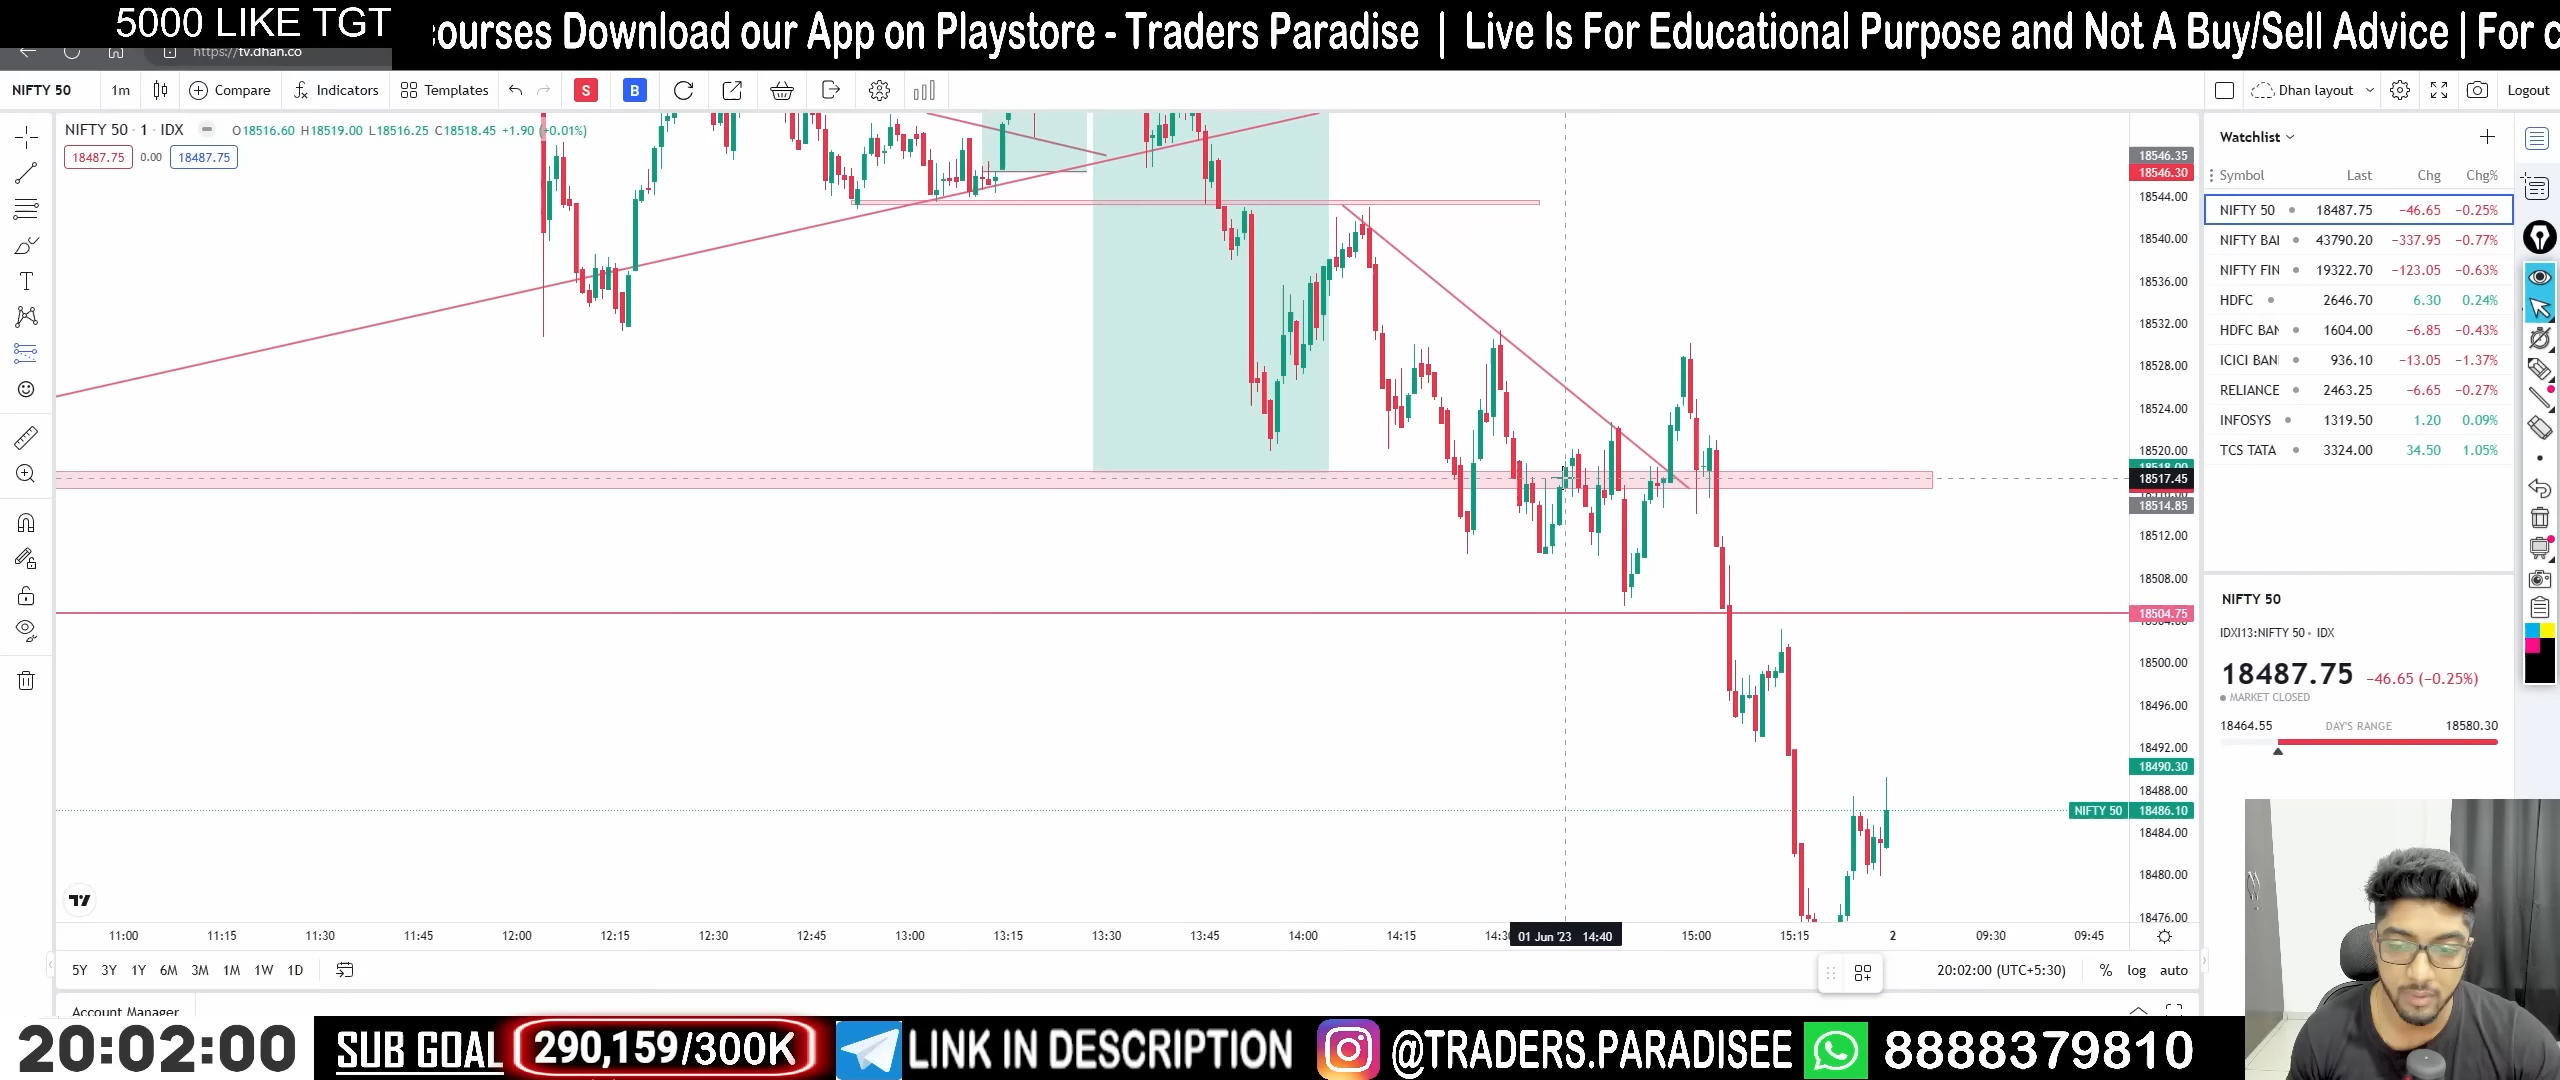 5000 LIKE TGT
ourses Download our App on Playstore - Traders Paradise | Live Is For Educational Purpose and Not A Buy/Sell Advice | For
https://tv.dhan.co
NIFTY 50 1m Compare Indicators Templates S B Dhan layout Logout
NIFTY 50 · 1 · IDX O18516.60 H18519.00 L18516.25 C18518.45 +1.90 (+0.01%)
18487.75 0.00 18487.75
18546.35
18546.30
18544.00
18540.00
18536.00
18532.00
18528.00
18524.00
18520.00
18518.00
18517.45
18514.85
18512.00
18508.00
18504.75
18500.00
18496.00
18492.00
18490.30
18488.00
NIFTY 50 18486.10
18484.00
18480.00
18476.00
11:00 11:15 11:30 11:45 12:00 12:15 12:30 12:45 13:00 13:15 13:30 13:45 14:00 14:15 14:30 01 Jun '23 14:40 15:00 15:15 2 09:30 09:45
5Y 3Y 1Y 6M 3M 1M 1W 1D 20:02:00 (UTC+5:30) % log auto
Account Manager
Watchlist
Symbol Last Chg Chg%
NIFTY 50 18487.75 −46.65 −0.25%
NIFTY BAI 43790.20 −337.95 −0.77%
NIFTY FIN 19322.70 −123.05 −0.63%
HDFC 2646.70 6.30 0.24%
HDFC BAN 1604.00 −6.85 −0.43%
ICICI BAN 936.10 −13.05 −1.37%
RELIANCE 2463.25 −6.65 −0.27%
INFOSYS 1319.50 1.20 0.09%
TCS TATA 3324.00 34.50 1.05%
NIFTY 50
IDXI13:NIFTY 50 · IDX
18487.75 −46.65 (−0.25%)
MARKET CLOSED
18464.55 DAY'S RANGE 18580.30
20:02:00 SUB GOAL 290,159/300K LINK IN DESCRIPTION @TRADERS.PARADISEE 8888379810